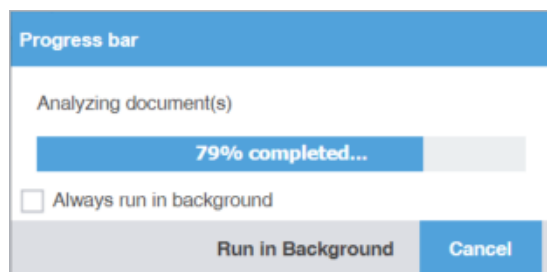 Progress bar
Analyzing document(s)
79% completed...
Always run in background
Run in Background Cancel